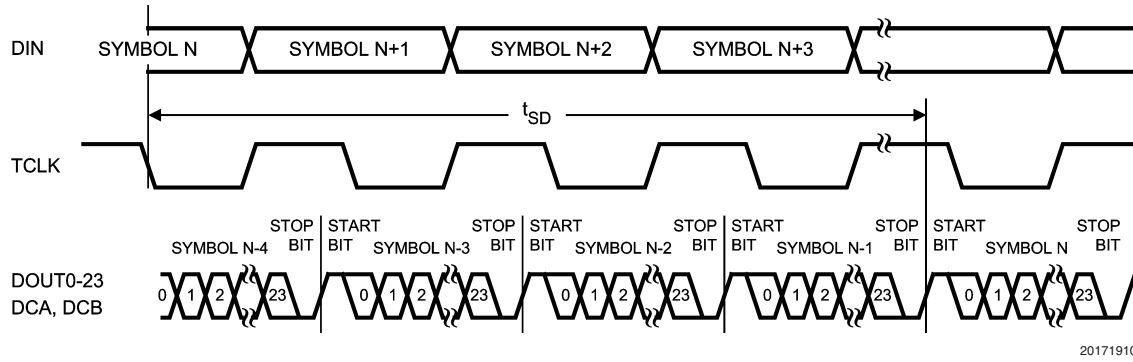 DIN
SYMBOL N
SYMBOL N+1
SYMBOL N+2
SYMBOL N+3
tSD
TCLK
STOP BIT
START BIT
STOP BIT
START BIT
STOP BIT
START BIT
STOP BIT
START BIT
STOP BIT
SYMBOL N-4
SYMBOL N-3
SYMBOL N-2
SYMBOL N-1
SYMBOL N
DOUT0-23
DCA, DCB
0 1 2 23
0 1 2 23
0 1 2 23
0 1 2 23
0 1 2 23
20171910